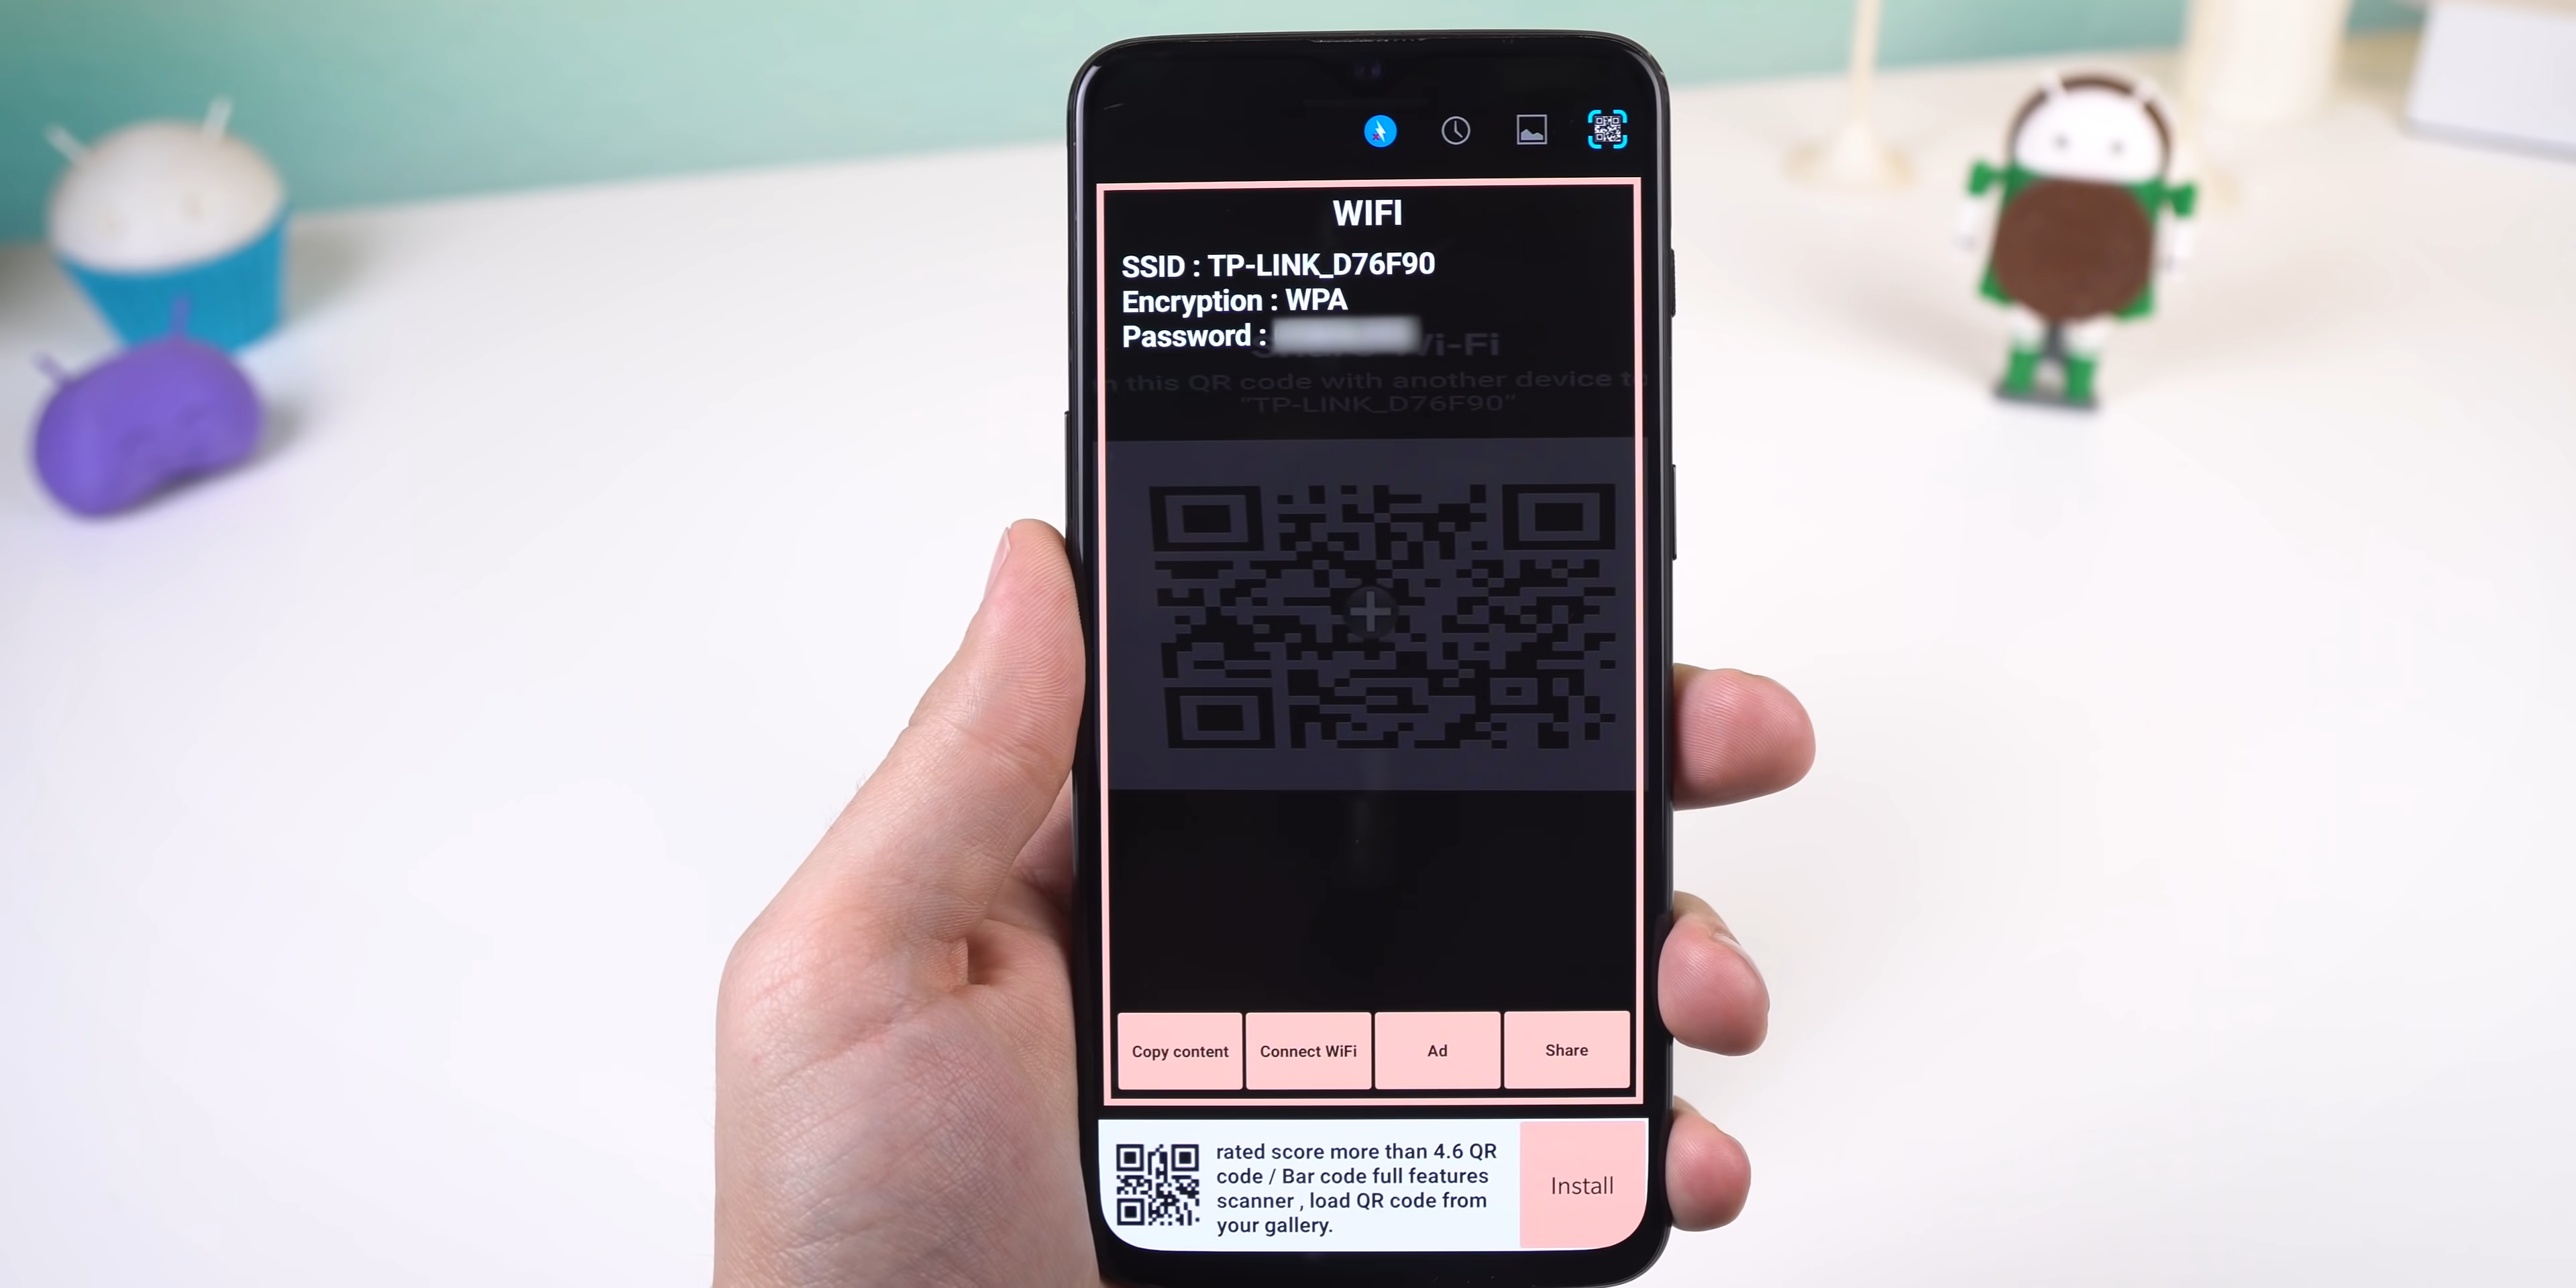 WIFI
SSID : TP-LINK_D76F90
Encryption : WPA
Password :
Wi-Fi
this QR code with another device
"TP-LINK_D76F90"
Copy content
Connect WiFi
Ad
Share
rated score more than 4.6 QR
code / Bar code full features
scanner , load QR code from
your gallery.
Install